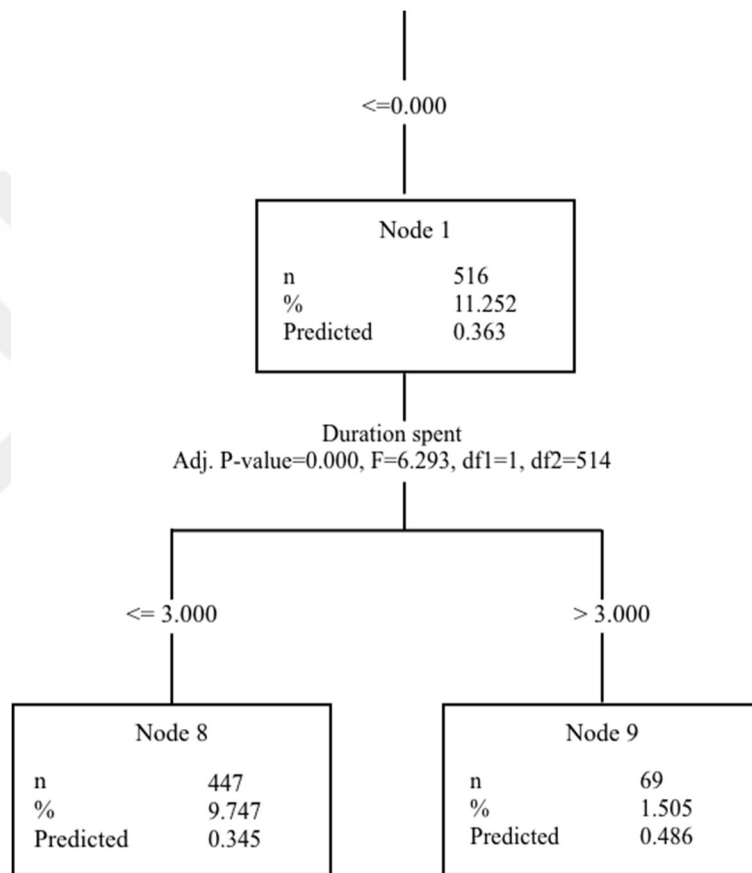 <=0.000
Node 1
n 516
% 11.252
Predicted 0.363
Duration spent
Adj. P-value=0.000, F=6.293, df1=1, df2=514
<= 3.000
> 3.000
Node 8
n 447
% 9.747
Predicted 0.345
Node 9
n 69
% 1.505
Predicted 0.486